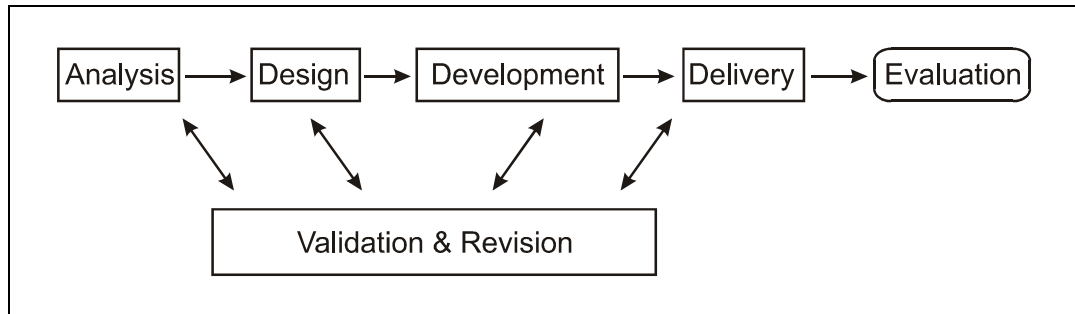 Analysis
Design
Development
Delivery
Evaluation
Validation & Revision